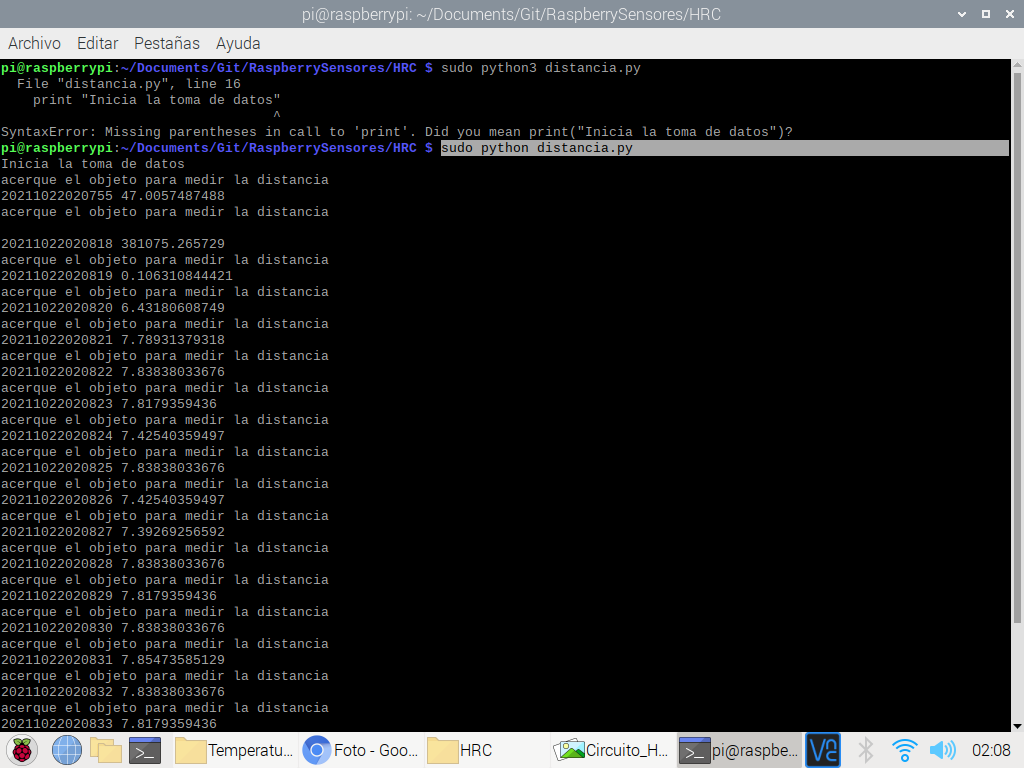 pi@raspberrypi: ~/Documents/Git/RaspberrySensores/HRC
Archivo Editar Pestañas Ayuda
pi@raspberrypi:~/Documents/Git/RaspberrySensores/HRC $ sudo python3 distancia.py
File "distancia.py", line 16
print "Inicia la toma de datos"
^
SyntaxError: Missing parentheses in call to 'print'. Did you mean print("Inicia la toma de datos")?
pi@raspberrypi:~/Documents/Git/RaspberrySensores/HRC $ sudo python distancia.py
Inicia la toma de datos
acerque el objeto para medir la distancia
20211022020755 47.0057487488
acerque el objeto para medir la distancia
20211022020818 381075.265729
acerque el objeto para medir la distancia
20211022020819 0.106310844421
acerque el objeto para medir la distancia
20211022020820 6.43180608749
acerque el objeto para medir la distancia
20211022020821 7.78931379318
acerque el objeto para medir la distancia
20211022020822 7.83838033676
acerque el objeto para medir la distancia
20211022020823 7.8179359436
acerque el objeto para medir la distancia
20211022020824 7.42540359497
acerque el objeto para medir la distancia
20211022020825 7.83838033676
acerque el objeto para medir la distancia
20211022020826 7.42540359497
acerque el objeto para medir la distancia
20211022020827 7.39269256592
acerque el objeto para medir la distancia
20211022020828 7.83838033676
acerque el objeto para medir la distancia
20211022020829 7.8179359436
acerque el objeto para medir la distancia
20211022020830 7.83838033676
acerque el objeto para medir la distancia
20211022020831 7.85473585129
acerque el objeto para medir la distancia
20211022020832 7.83838033676
acerque el objeto para medir la distancia
20211022020833 7.8179359436
Temperatu... Foto - Goo... HRC Circuito_H... pi@raspbe... 02:08